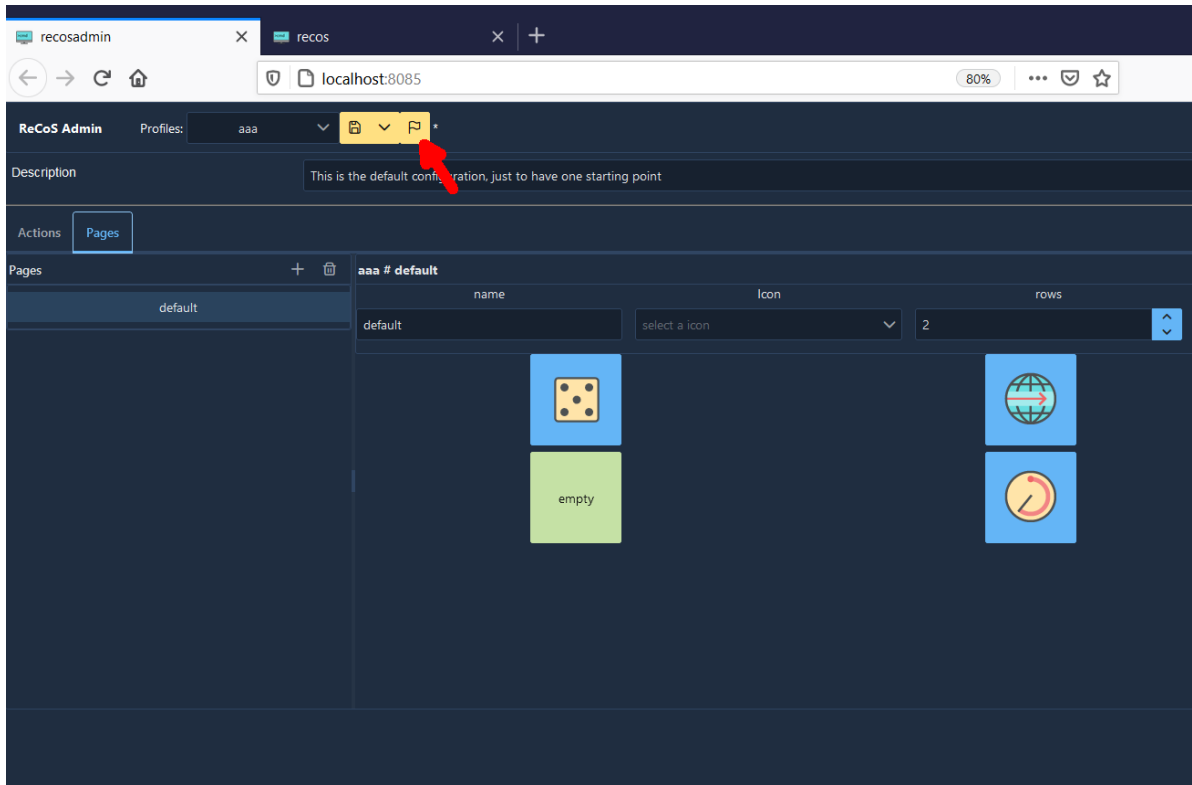 recosadmin recos
localhost:8085 80%
ReCoS Admin Profiles: aaa *
Description This is the default configuration, just to have one starting point
Actions Pages
Pages aaa # default
name Icon rows
default
default select a icon 2
empty